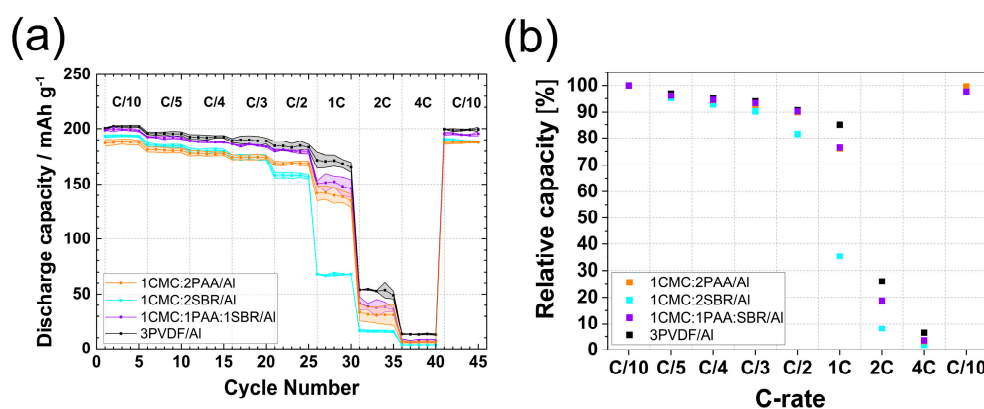 (a)
(b)
Discharge capacity / mAh g⁻¹
250
200
150
100
50
0
C/10 C/5 C/4 C/3 C/2 1C 2C 4C C/10
1CMC:2PAA/Al
1CMC:2SBR/Al
1CMC:1PAA:1SBR/Al
3PVDF/Al
0 5 10 15 20 25 30 35 40 45
Cycle Number
Relative capacity [%]
100
90
80
70
60
50
40
30
20
10
0
1CMC:2PAA/Al
1CMC:2SBR/Al
1CMC:1PAA:SBR/Al
3PVDF/Al
C/10 C/5 C/4 C/3 C/2 1C 2C 4C C/10
C-rate